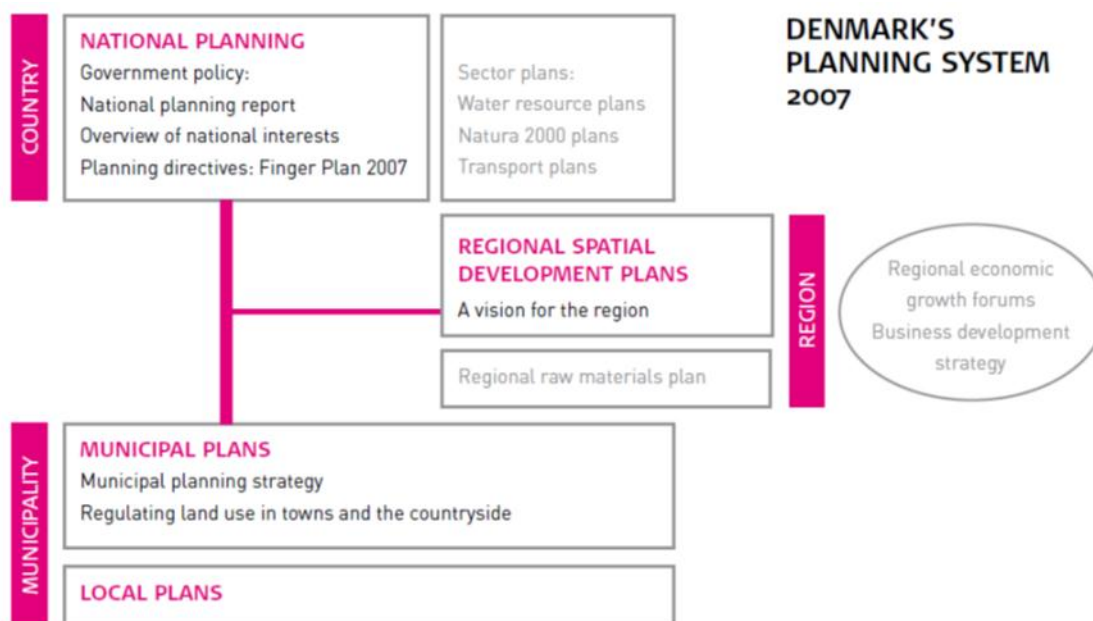 DENMARK'S
PLANNING SYSTEM
2007
COUNTRY
NATIONAL PLANNING
Government policy:
National planning report
Overview of national interests
Planning directives: Finger Plan 2007
Sector plans:
Water resource plans
Natura 2000 plans
Transport plans
REGIONAL SPATIAL
DEVELOPMENT PLANS
A vision for the region
Regional raw materials plan
REGION
Regional economic
growth forums
Business development
strategy
MUNICIPALITY
MUNICIPAL PLANS
Municipal planning strategy
Regulating land use in towns and the countryside
LOCAL PLANS